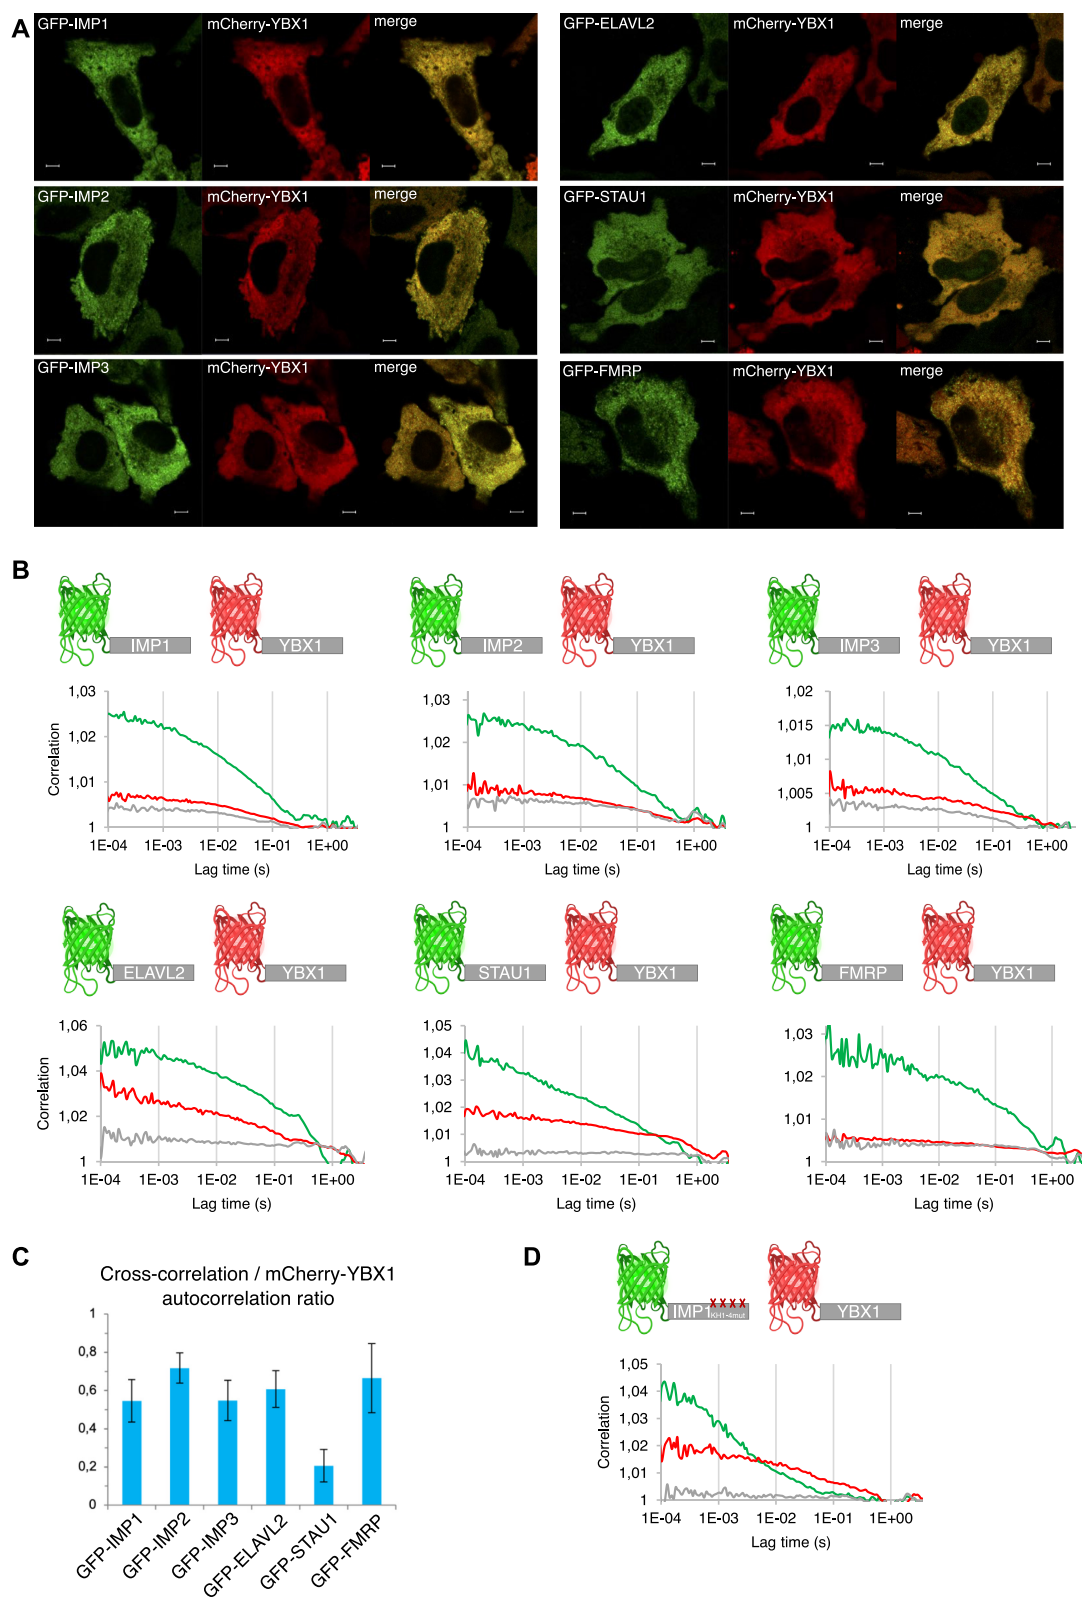 A
GFP-IMP1 mCherry-YBX1 merge
GFP-ELAVL2 mCherry-YBX1 merge
GFP-IMP2 mCherry-YBX1 merge
GFP-STAU1 mCherry-YBX1 merge
GFP-IMP3 mCherry-YBX1 merge
GFP-FMRP mCherry-YBX1 merge
B
IMP1 YBX1
IMP2 YBX1
IMP3 YBX1
Correlation
1,03
1,02
1,01
1
1E-04 1E-03 1E-02 1E-01 1E+00
Lag time (s)
1,03
1,02
1,01
1
1E-04 1E-03 1E-02 1E-01 1E+00
Lag time (s)
1,02
1,015
1,01
1,005
1
1E-04 1E-03 1E-02 1E-01 1E+00
Lag time (s)
ELAVL2 YBX1
STAU1 YBX1
FMRP YBX1
Correlation
1,06
1,04
1,02
1
1E-04 1E-03 1E-02 1E-01 1E+00
Lag time (s)
1,05
1,04
1,03
1,02
1,01
1
1E-04 1E-03 1E-02 1E-01 1E+00
Lag time (s)
Correlation
1,03
1,02
1,01
1
1E-04 1E-03 1E-02 1E-01 1E+00
Lag time (s)
C
Cross-correlation / mCherry-YBX1
autocorrelation ratio
1
0,8
0,6
0,4
0,2
0
GFP-IMP1
GFP-IMP2
GFP-IMP3
GFP-ELAVL2
GFP-STAU1
GFP-FMRP
D
X X X X
IMP1KH1-4mut YBX1
Correlation
1,05
1,04
1,03
1,02
1,01
1
1E-04 1E-03 1E-02 1E-01 1E+00
Lag time (s)